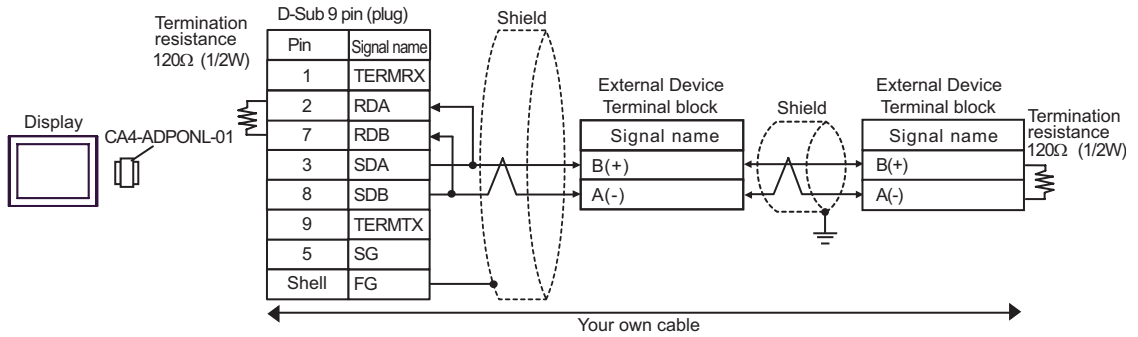 Display
CA4-ADPONL-01
Termination
resistance
120Ω (1/2W)
D-Sub 9 pin (plug)
Pin Signal name
1 TERMRX
2 RDA
7 RDB
3 SDA
8 SDB
9 TERMTX
5 SG
Shell FG
Shield
External Device
Terminal block
Signal name
B(+)
A(-)
Shield
External Device
Terminal block
Signal name
B(+)
A(-)
Termination
resistance
120Ω (1/2W)
Your own cable